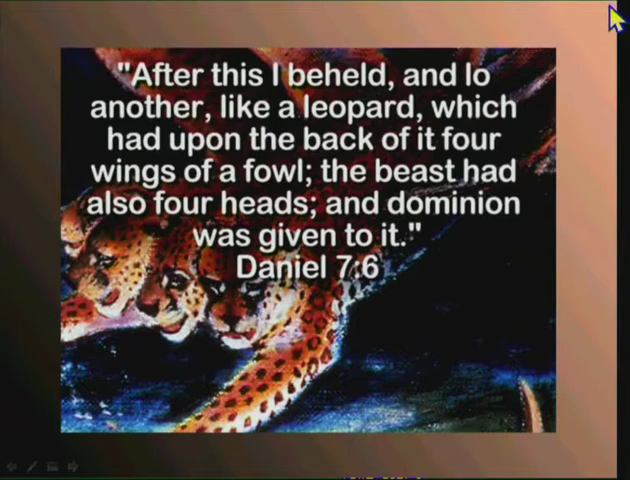 "After this I beheld, and lo
another, like a leopard, which
had upon the back of it four
wings of a fowl; the beast had
also four heads; and dominion
was given to it."
Daniel 7:6